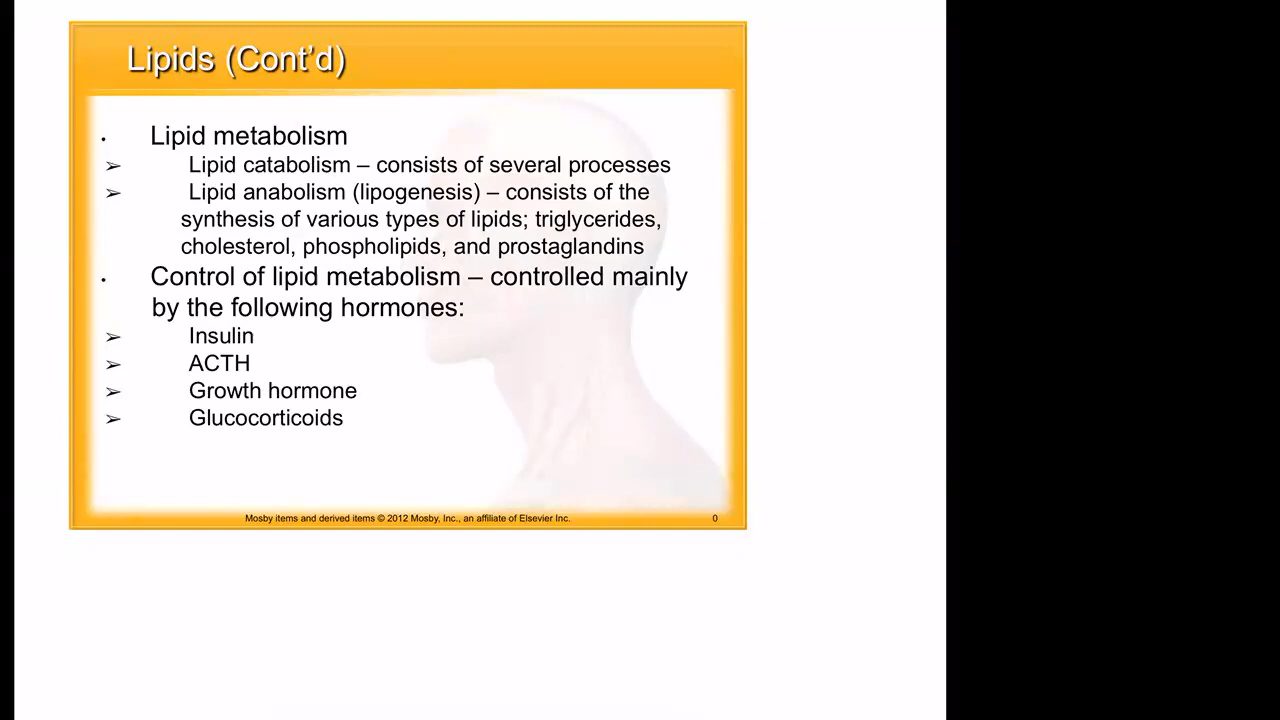 Lipids (Cont’d)
• Lipid metabolism
➢ Lipid catabolism – consists of several processes
➢ Lipid anabolism (lipogenesis) – consists of the
synthesis of various types of lipids; triglycerides,
cholesterol, phospholipids, and prostaglandins
• Control of lipid metabolism – controlled mainly
by the following hormones:
➢ Insulin
➢ ACTH
➢ Growth hormone
➢ Glucocorticoids
Mosby items and derived items © 2012 Mosby, Inc., an affiliate of Elsevier Inc. 0